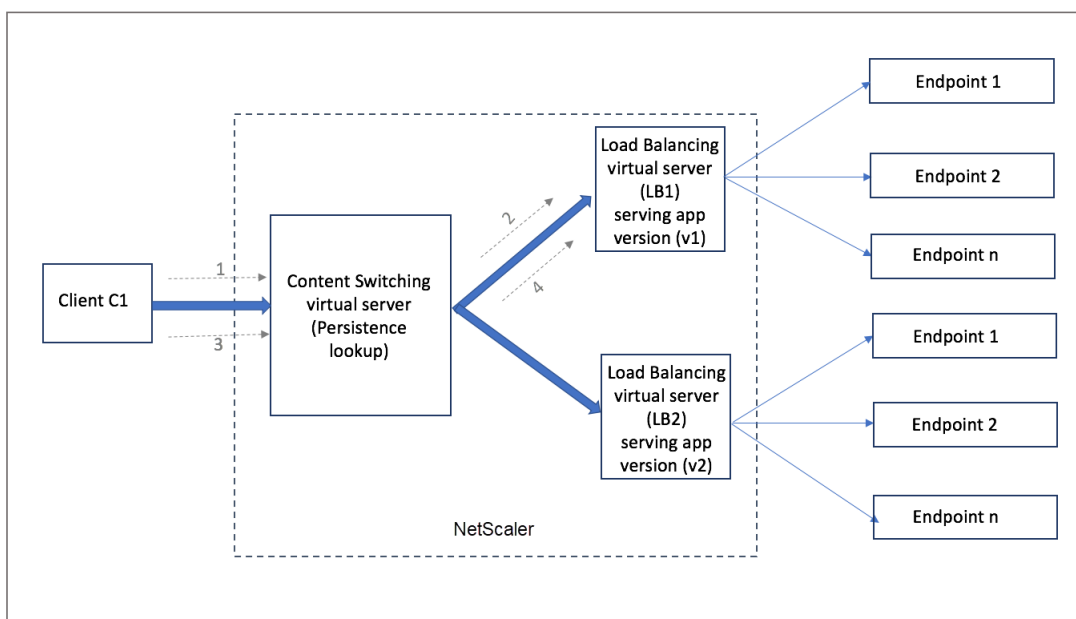 Client C1
1
3
Content Switching
virtual server
(Persistence
lookup)
2
4
Load Balancing
virtual server
(LB1)
serving app
version (v1)
Load Balancing
virtual server
(LB2)
serving app
version (v2)
NetScaler
Endpoint 1
Endpoint 2
Endpoint n
Endpoint 1
Endpoint 2
Endpoint n